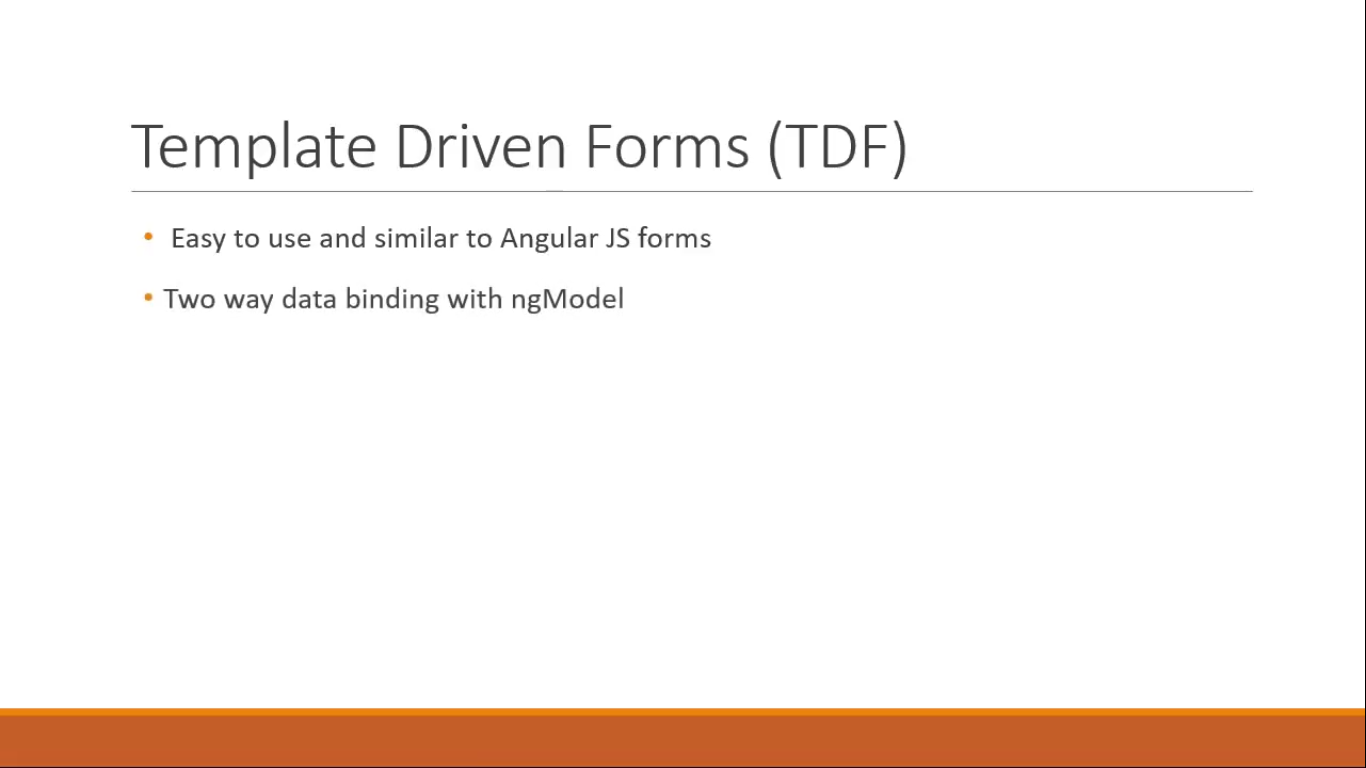 Template Driven Forms (TDF)
• Easy to use and similar to Angular JS forms
• Two way data binding with ngModel